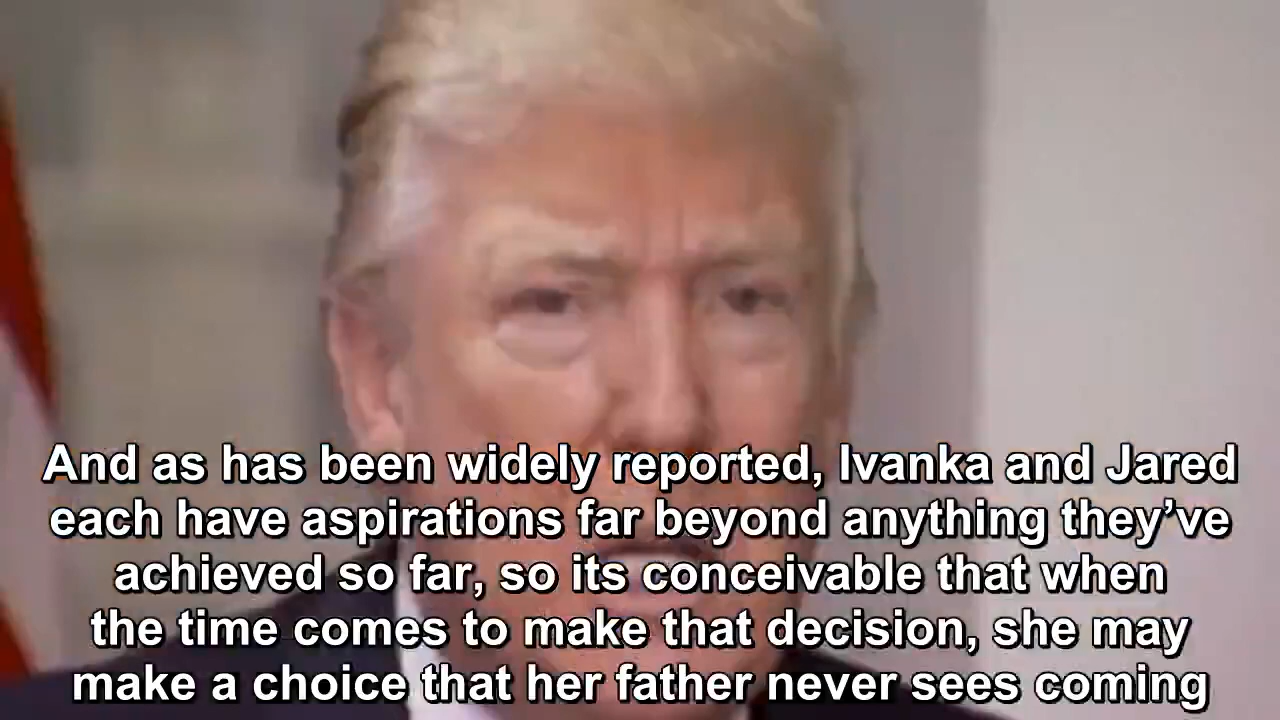 And as has been widely reported, Ivanka and Jared
each have aspirations far beyond anything they’ve
achieved so far, so its conceivable that when
the time comes to make that decision, she may
make a choice that her father never sees coming